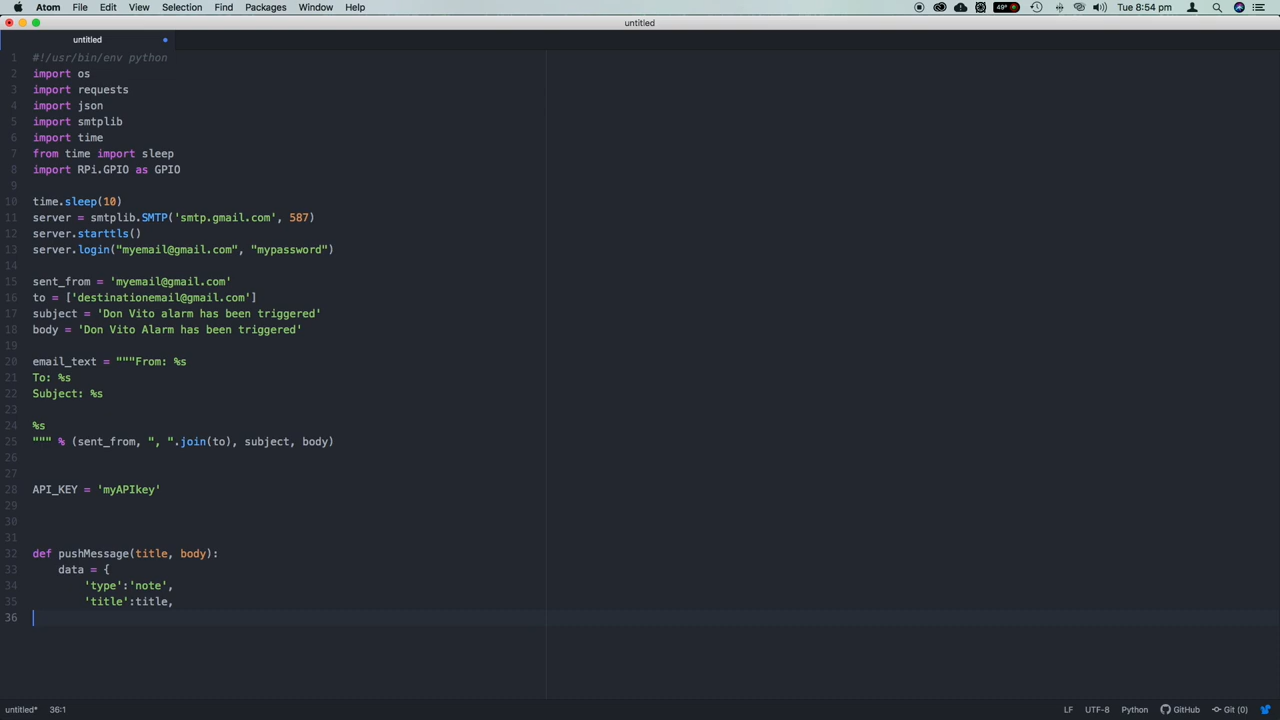 Atom File Edit View Selection Find Packages Window Help 49° Tue 8:54 pm
untitled
untitled
1 #!/usr/bin/env python
2 import os
3 import requests
4 import json
5 import smtplib
6 import time
7 from time import sleep
8 import RPi.GPIO as GPIO
9
10 time.sleep(10)
11 server = smtplib.SMTP('smtp.gmail.com', 587)
12 server.starttls()
13 server.login("myemail@gmail.com", "mypassword")
14
15 sent_from = 'myemail@gmail.com'
16 to = ['destinationemail@gmail.com']
17 subject = 'Don Vito alarm has been triggered'
18 body = 'Don Vito Alarm has been triggered'
19
20 email_text = """From: %s
21 To: %s
22 Subject: %s
23
24 %s
25 """ % (sent_from, ", ".join(to), subject, body)
26
27
28 API_KEY = 'myAPIkey'
29
30
31
32 def pushMessage(title, body):
33     data = {
34         'type':'note',
35         'title':title,
36
untitled* 36:1 LF UTF-8 Python GitHub Git (0)